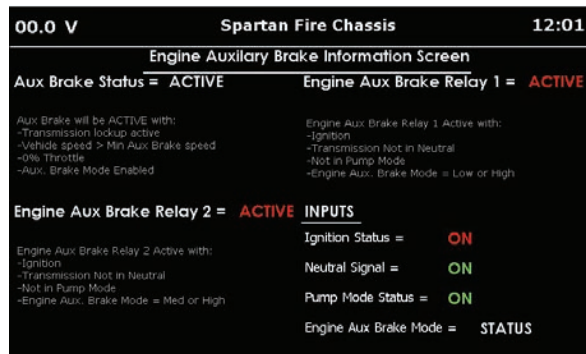 00.0 V Spartan Fire Chassis 12:01
Engine Auxilary Brake Information Screen
Aux Brake Status = ACTIVE
Aux Brake will be ACTIVE with:
-Transmission lockup active
-Vehicle speed > Min Aux Brake speed
-0% Throttle
-Aux. Brake Mode Enabled
Engine Aux Brake Relay 1 = ACTIVE
Engine Aux Brake Relay 1 Active with:
-Ignition
-Transmission Not in Neutral
-Not in Pump Mode
-Engine Aux. Brake Mode = Low or High
Engine Aux Brake Relay 2 = ACTIVE
Engine Aux Brake Relay 2 Active with:
-Ignition
-Transmission Not in Neutral
-Not in Pump Mode
-Engine Aux. Brake Mode = Med or High
INPUTS
Ignition Status = ON
Neutral Signal = ON
Pump Mode Status = ON
Engine Aux Brake Mode = STATUS